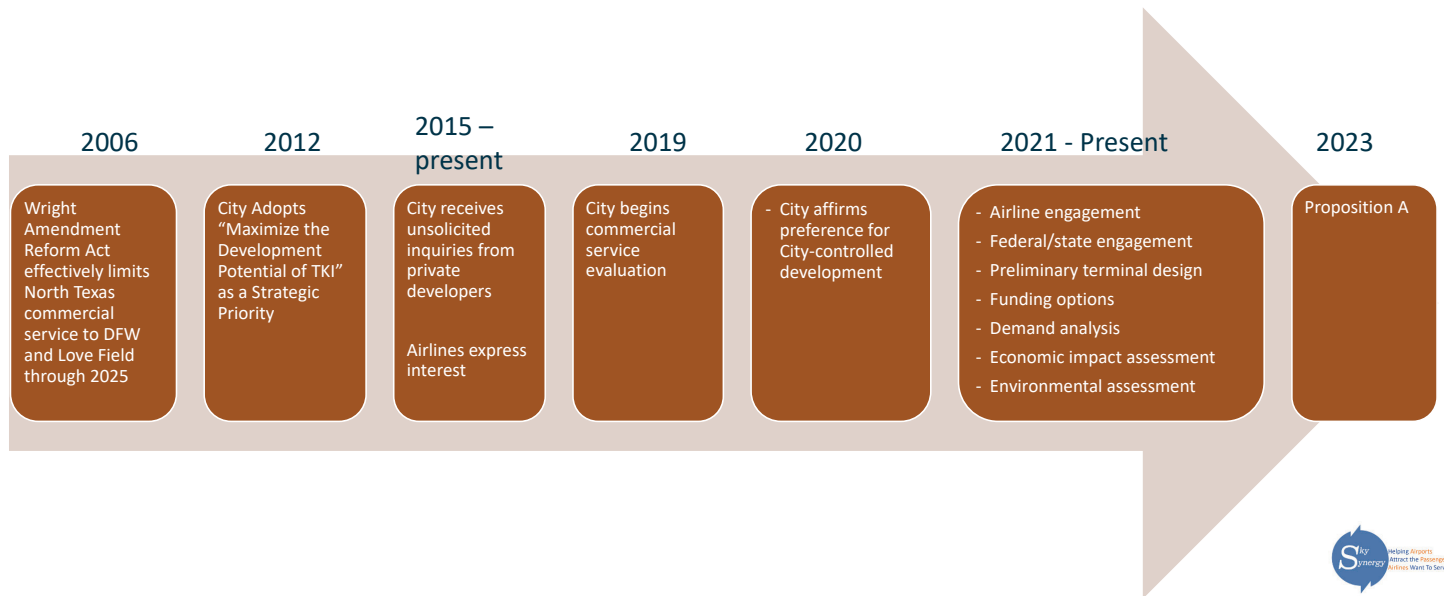 2006
Wright
Amendment
Reform Act
effectively limits
North Texas
commercial
service to DFW
and Love Field
through 2025
2012
City Adopts
“Maximize the
Development
Potential of TKI”
as a Strategic
Priority
2015 –
present
City receives
unsolicited
inquiries from
private
developers
Airlines express
interest
2019
City begins
commercial
service
evaluation
2020
- City affirms
preference for
City-controlled
development
2021 - Present
- Airline engagement
- Federal/state engagement
- Preliminary terminal design
- Funding options
- Demand analysis
- Economic impact assessment
- Environmental assessment
2023
Proposition A
Sky
Synergy
Helping Airports
Attract the
Airlines Want To